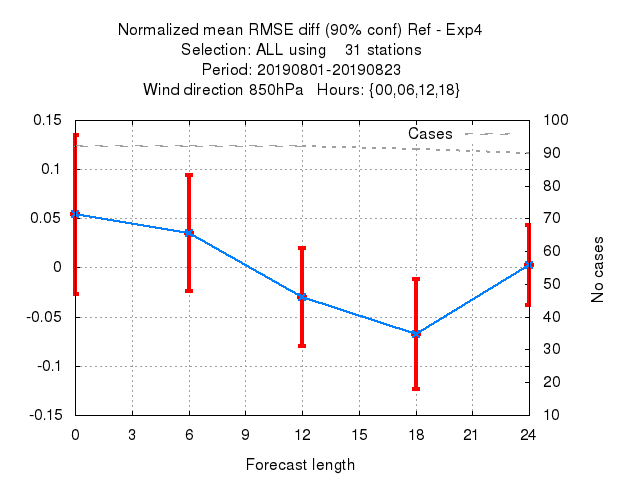 Normalized mean RMSE diff (90% conf) Ref - Exp4
Selection: ALL using 31 stations
Period: 20190801-20190823
Wind direction 850hPa Hours: {00,06,12,18}
Cases
0.15
0.1
0.05
0
-0.05
-0.1
-0.15
100
90
80
70
60
50
40
30
20
10
No cases
0 3 6 9 12 15 18 21 24
Forecast length